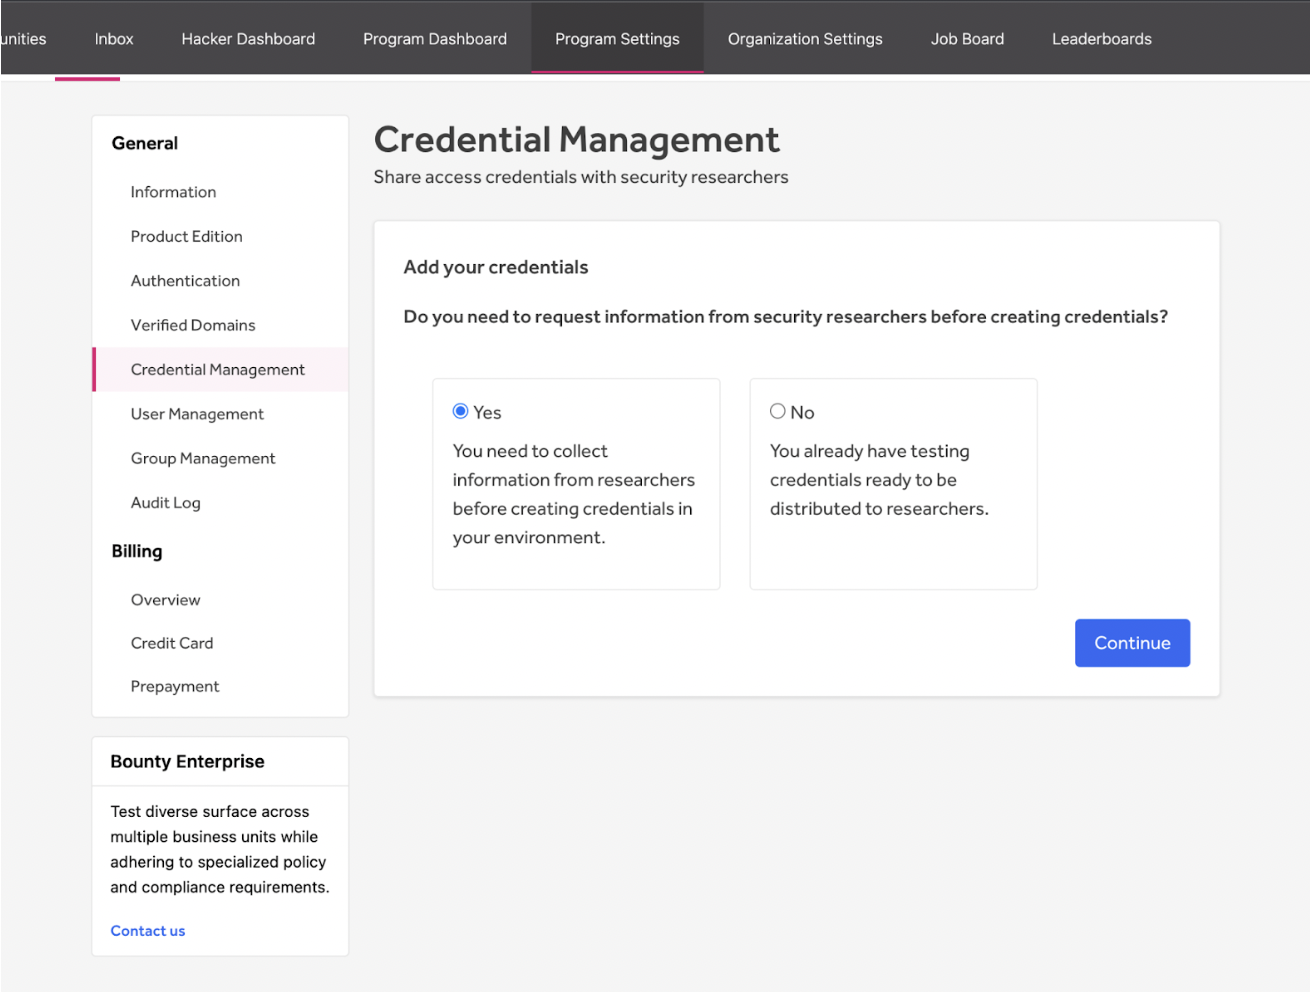 unities Inbox Hacker Dashboard Program Dashboard Program Settings Organization Settings Job Board Leaderboards
General
Information
Product Edition
Authentication
Verified Domains
Credential Management
User Management
Group Management
Audit Log
Billing
Overview
Credit Card
Prepayment
Bounty Enterprise
Test diverse surface across
multiple business units while
adhering to specialized policy
and compliance requirements.
Contact us
Credential Management
Share access credentials with security researchers
Add your credentials
Do you need to request information from security researchers before creating credentials?
Yes
You need to collect
information from researchers
before creating credentials in
your environment.
No
You already have testing
credentials ready to be
distributed to researchers.
Continue